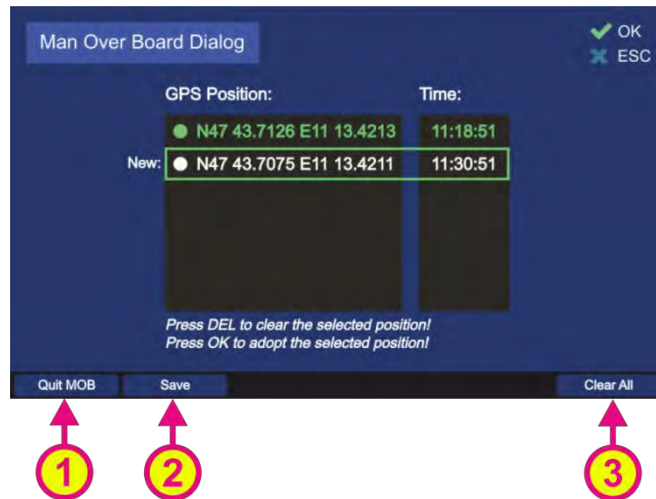 Man Over Board Dialog
OK
ESC
GPS Position: Time:
N47 43.7126 E11 13.4213 11:18:51
New: N47 43.7075 E11 13.4211 11:30:51
Press DEL to clear the selected position!
Press OK to adopt the selected position!
Quit MOB Save Clear All
1 2 3